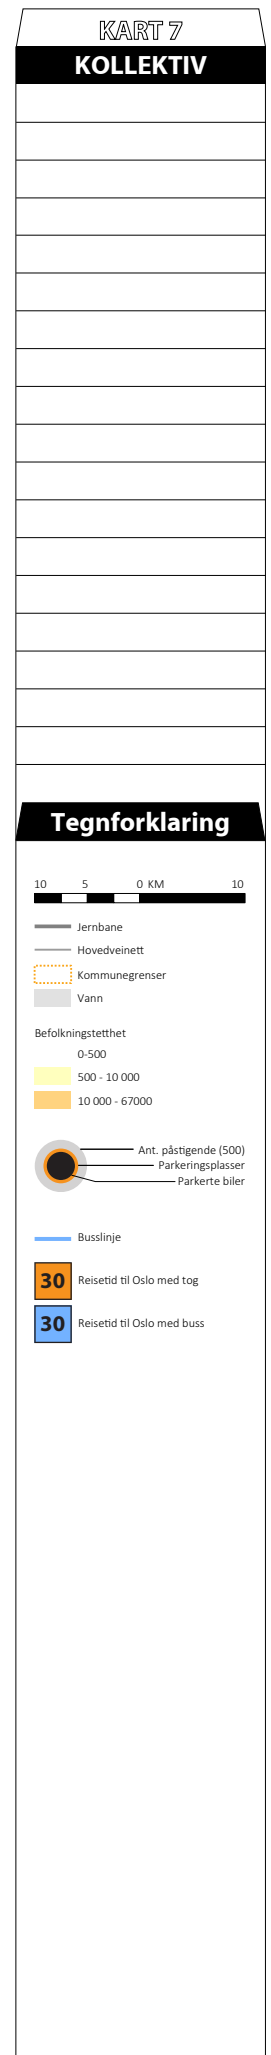 KART 7
KOLLEKTIV
Tegnforklaring
10 5 0 KM 10
Jernbane
Hovedveinett
Kommunegrenser
Vann
Befolkningstetthet
0-500
500 - 10 000
10 000 - 67000
Ant. påstigende (500)
Parkeringsplasser
Parkerte biler
Busslinje
30 Reisetid til Oslo med tog
30 Reisetid til Oslo med buss